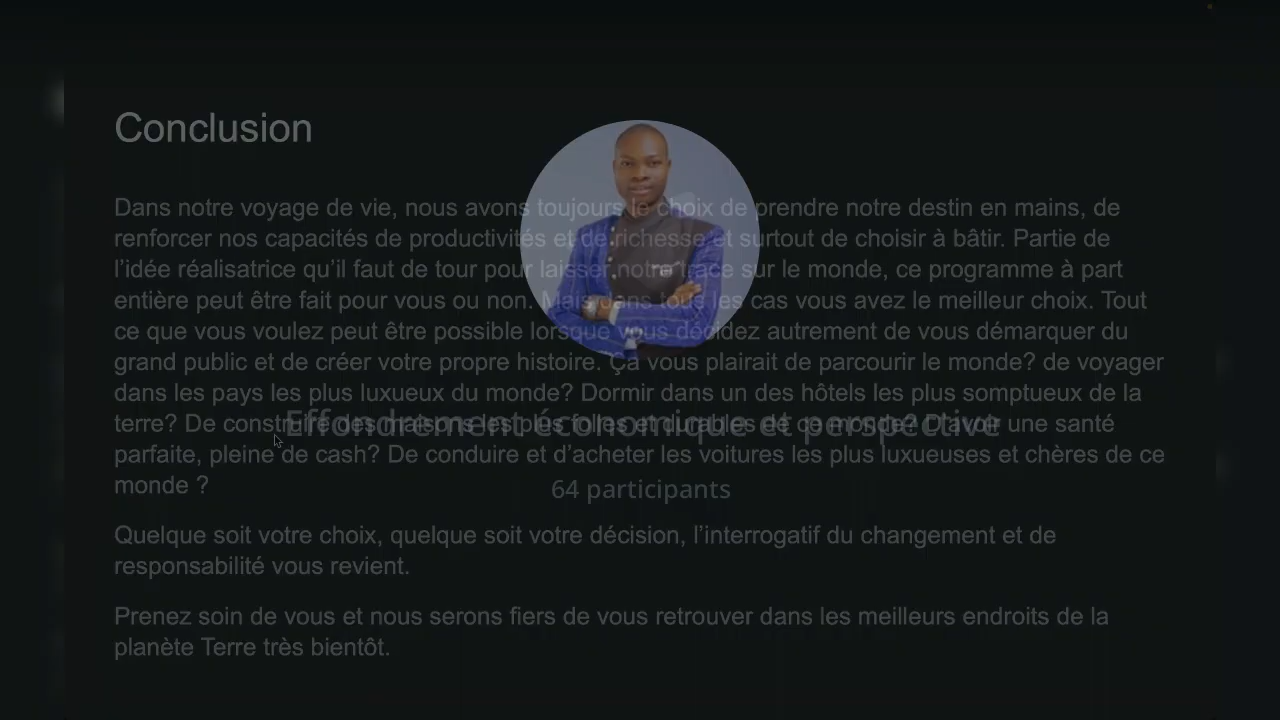 Conclusion
Dans notre voyage de vie, nous avons toujours le choix de prendre notre destin en mains, de
renforcer nos capacités de productivités et de richesse et surtout de choisir à bâtir. Partie de
l'idée réalisatrice qu'il faut de tour pour laisser notre trace sur le monde, ce programme à part
entière peut être fait pour vous ou non. les cas vous avez le meilleur choix. Tout
ce que vous voulez peut être possible lorsque vous décidez autrement de vous démarquer du
grand public et de créer votre propre histoire. Ça vous plairait de parcourir le monde? de voyager
dans les pays les plus luxueux du monde? Dormir dans un des hôtels les plus somptueux de la
terre? De construire des maisons les plus folles et durables de ce monde? D'avoir une santé
Effondrement économique et perspective
parfaite, pleine de cash? De conduire et d'acheter les voitures les plus luxueuses et chères de ce
monde ?
64 participants
Quelque soit votre choix, quelque soit votre décision, l'interrogatif du changement et de
responsabilité vous revient.
Prenez soin de vous et nous serons fiers de vous retrouver dans les meilleurs endroits de la
planète Terre très bientôt.